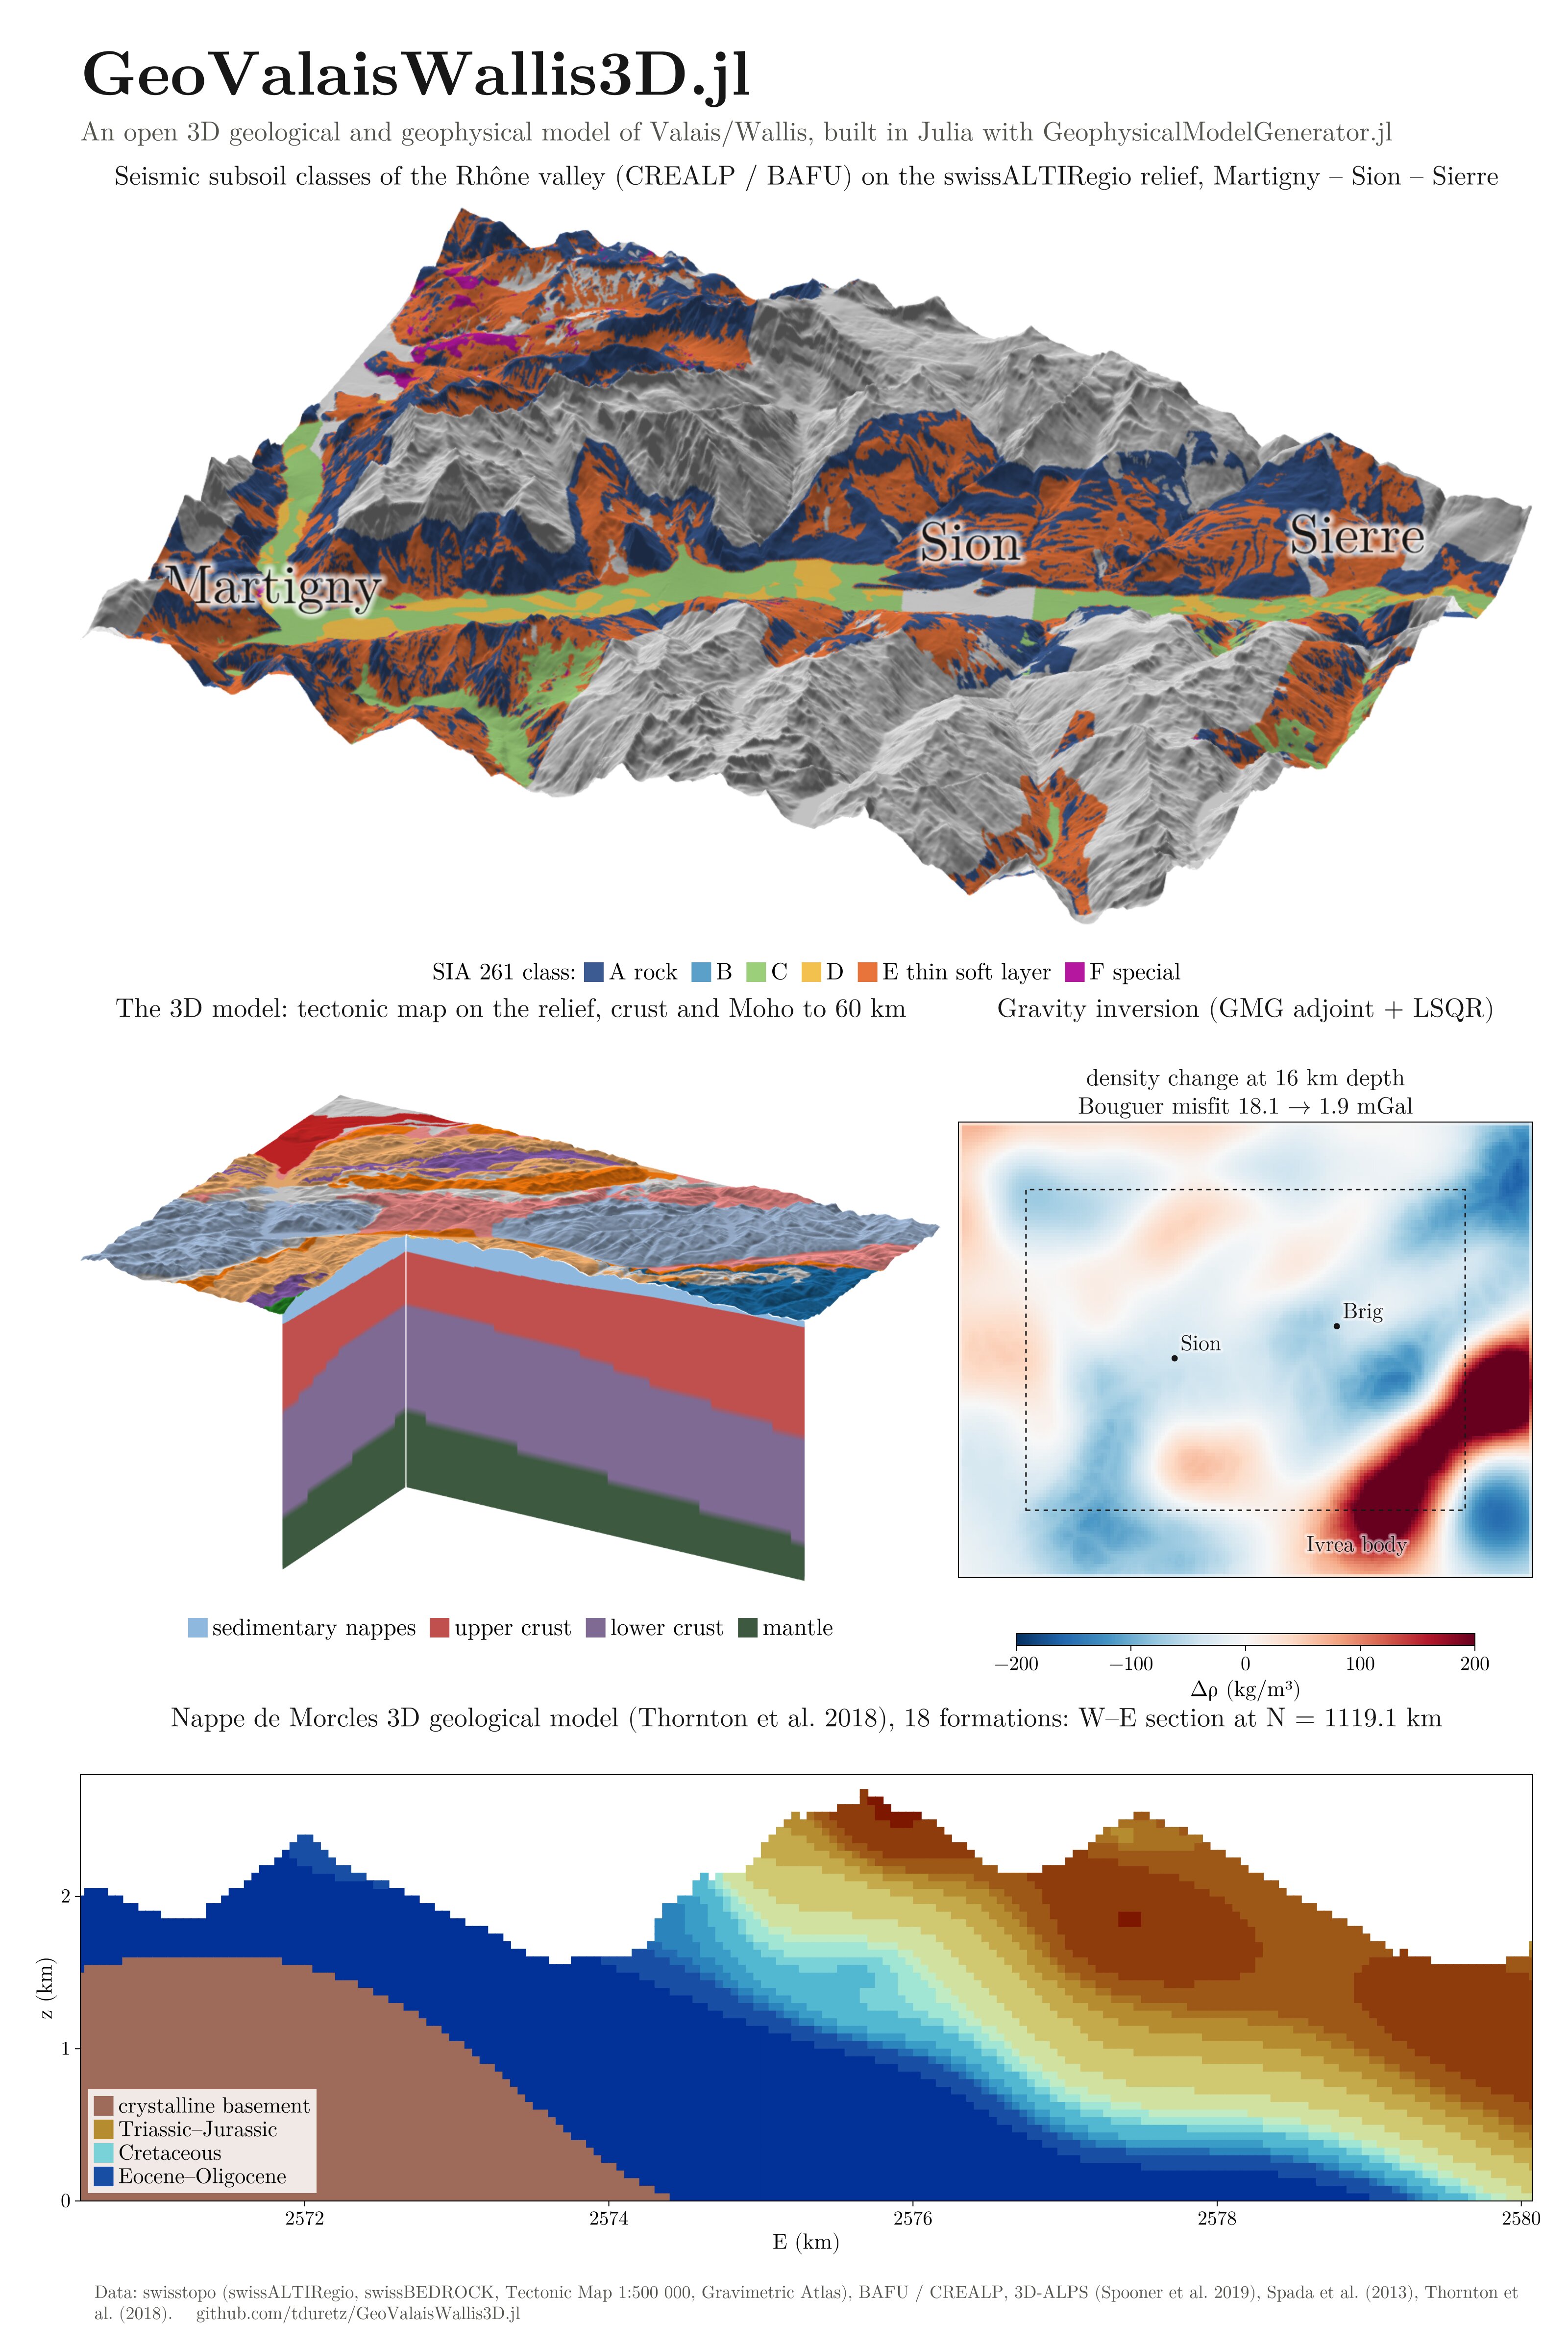 GeoValaisWallis3D.jl
An open 3D geological and geophysical model of Valais/Wallis, built in Julia with GeophysicalModelGenerator.jl
Seismic subsoil classes of the Rhône valley (CREALP / BAFU) on the swissALTIRegio relief, Martigny – Sion – Sierre
Sion
Sierre
Martigny
SIA 261 class: A rock B C D E thin soft layer F special
The 3D model: tectonic map on the relief, crust and Moho to 60 km
sedimentary nappes upper crust lower crust mantle
Gravity inversion (GMG adjoint + LSQR)
density change at 16 km depth
Bouguer misfit 18.1 → 1.9 mGal
Brig
Sion
Ivrea body
−200 −100 0 100 200
Δρ (kg/m³)
Nappe de Morcles 3D geological model (Thornton et al. 2018), 18 formations: W–E section at N = 1119.1 km
2
1
0
z (km)
crystalline basement
Triassic–Jurassic
Cretaceous
Eocene–Oligocene
2572 2574 2576 2578 2580
E (km)
Data: swisstopo (swissALTIRegio, swissBEDROCK, Tectonic Map 1:500 000, Gravimetric Atlas), BAFU / CREALP, 3D-ALPS (Spooner et al. 2019), Spada et al. (2013), Thornton et
al. (2018). github.com/tduretz/GeoValaisWallis3D.jl